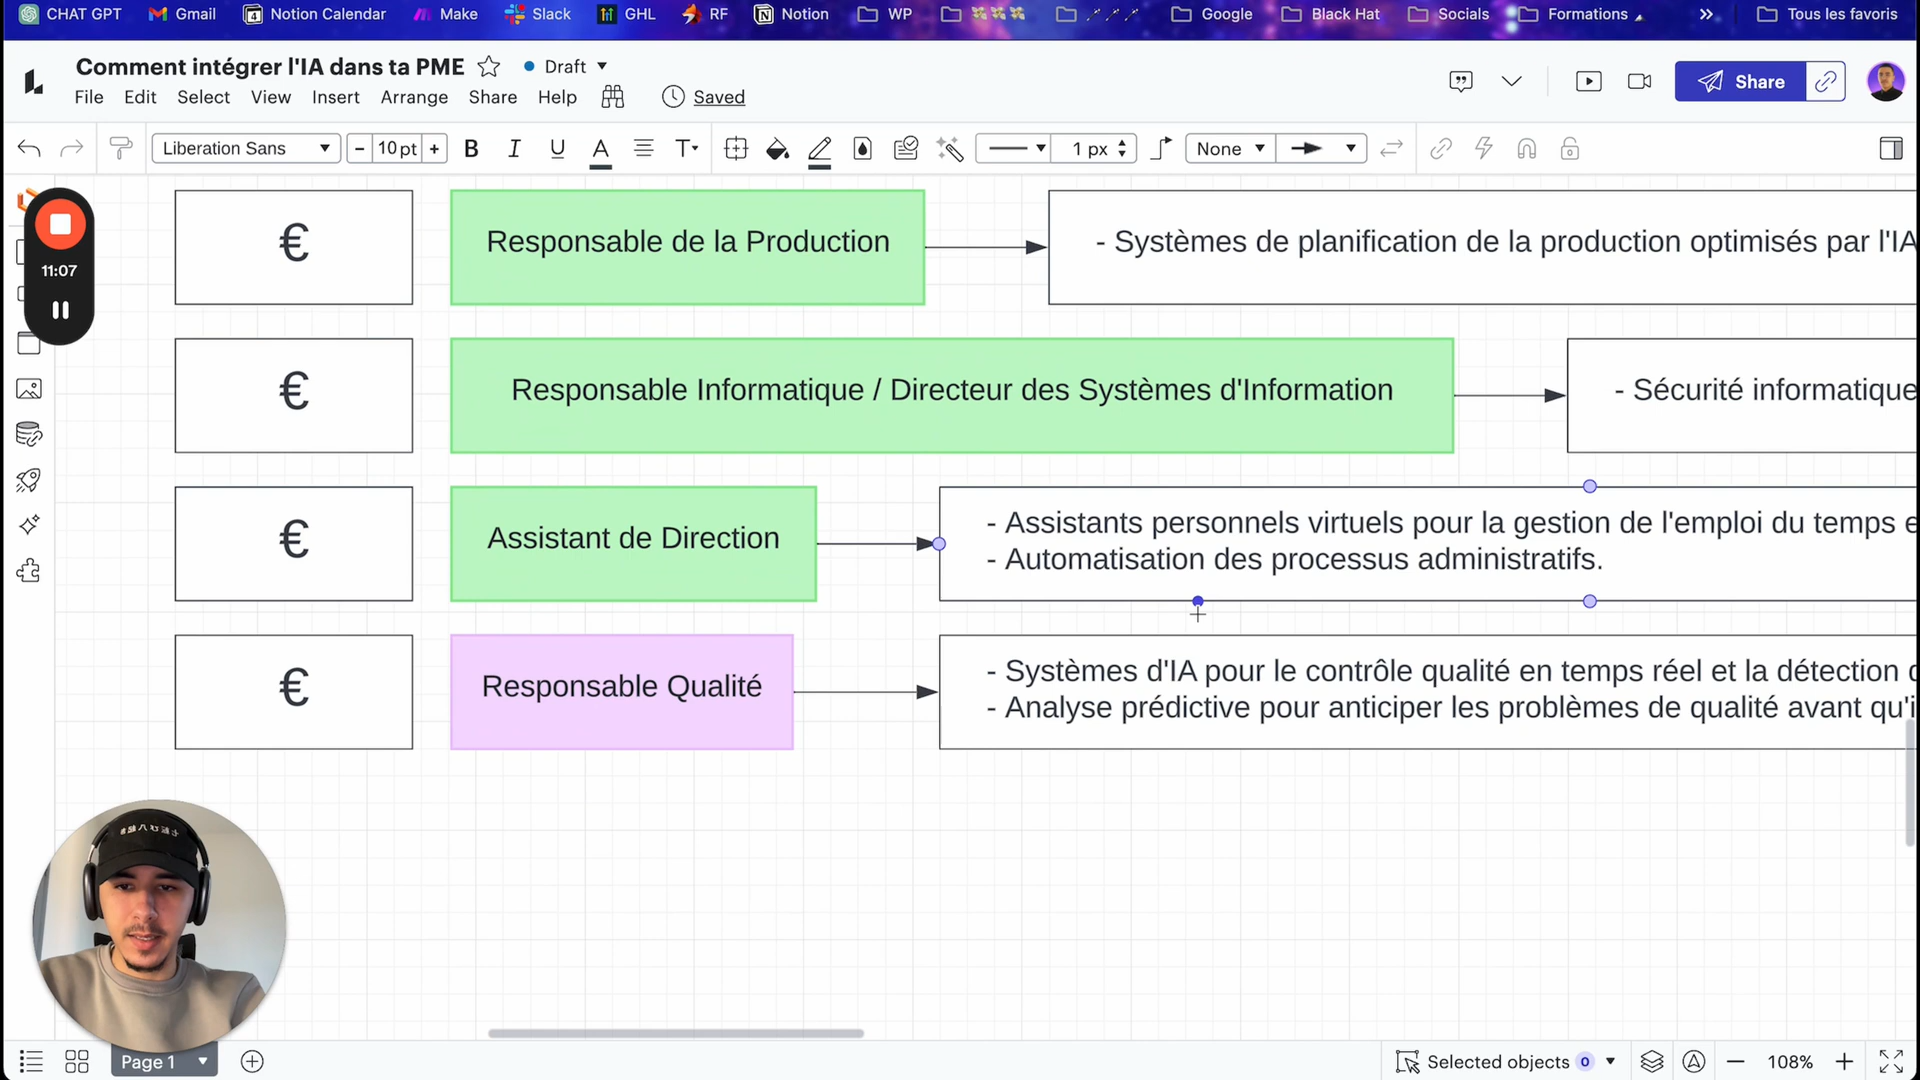 CHAT GPT
Gmail
4 Notion Calendar
Make
Slack
GHL
RF
Notion
WP
Google
Black Hat
Socials
Formations
»
Tous les favoris
Comment intégrer l'IA dans ta PME
Draft
File Edit Select View Insert Arrange Share Help
Saved
Share
Liberation Sans
− 10 pt +
B I U A T
1 px
None
11:07
€
Responsable de la Production
- Systèmes de planification de la production optimisés par l'IA
€
Responsable Informatique / Directeur des Systèmes d'Information
- Sécurité informatique
€
Assistant de Direction
- Assistants personnels virtuels pour la gestion de l'emploi du temps e
- Automatisation des processus administratifs.
€
Responsable Qualité
- Systèmes d'IA pour le contrôle qualité en temps réel et la détection
- Analyse prédictive pour anticiper les problèmes de qualité avant qu'i
Page 1
Selected objects 0
− 108% +